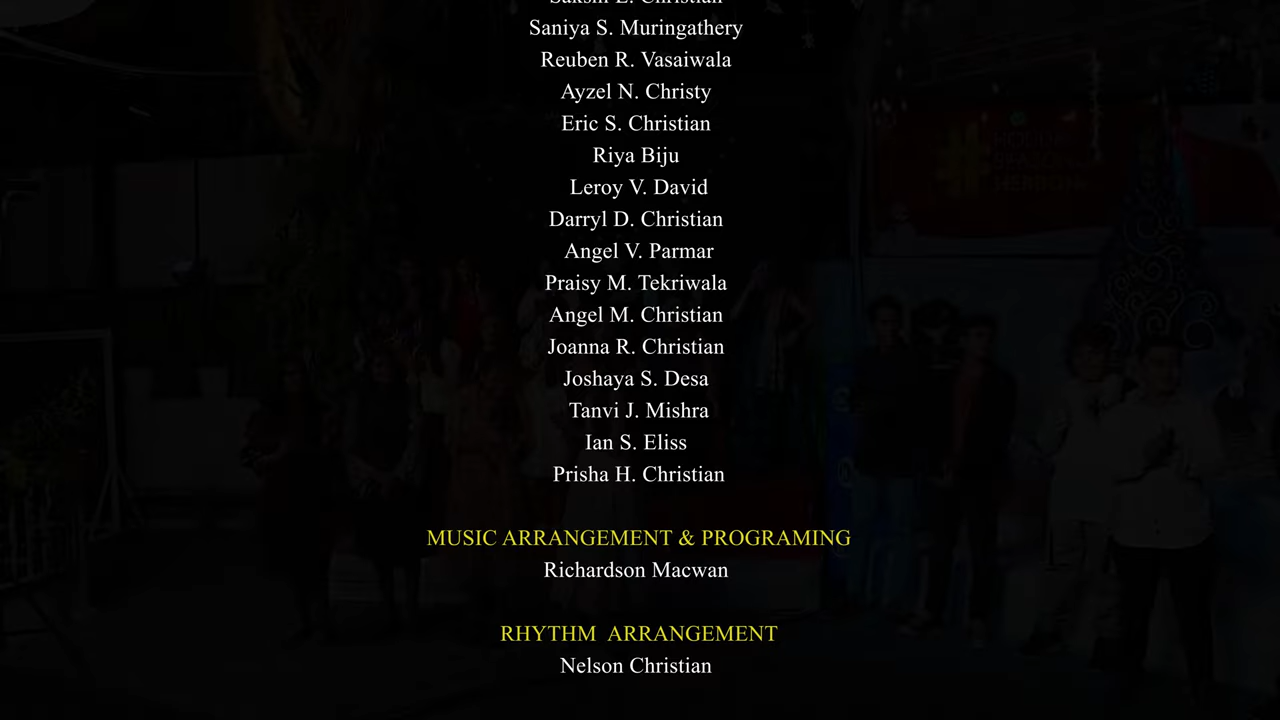 Sakshi E. Christian
Saniya S. Muringathery
Reuben R. Vasaiwala
Ayzel N. Christy
Eric S. Christian
Riya Biju
Leroy V. David
Darryl D. Christian
Angel V. Parmar
Praisy M. Tekriwala
Angel M. Christian
Joanna R. Christian
Joshaya S. Desa
Tanvi J. Mishra
Ian S. Eliss
Prisha H. Christian
MUSIC ARRANGEMENT & PROGRAMING
Richardson Macwan
RHYTHM ARRANGEMENT
Nelson Christian